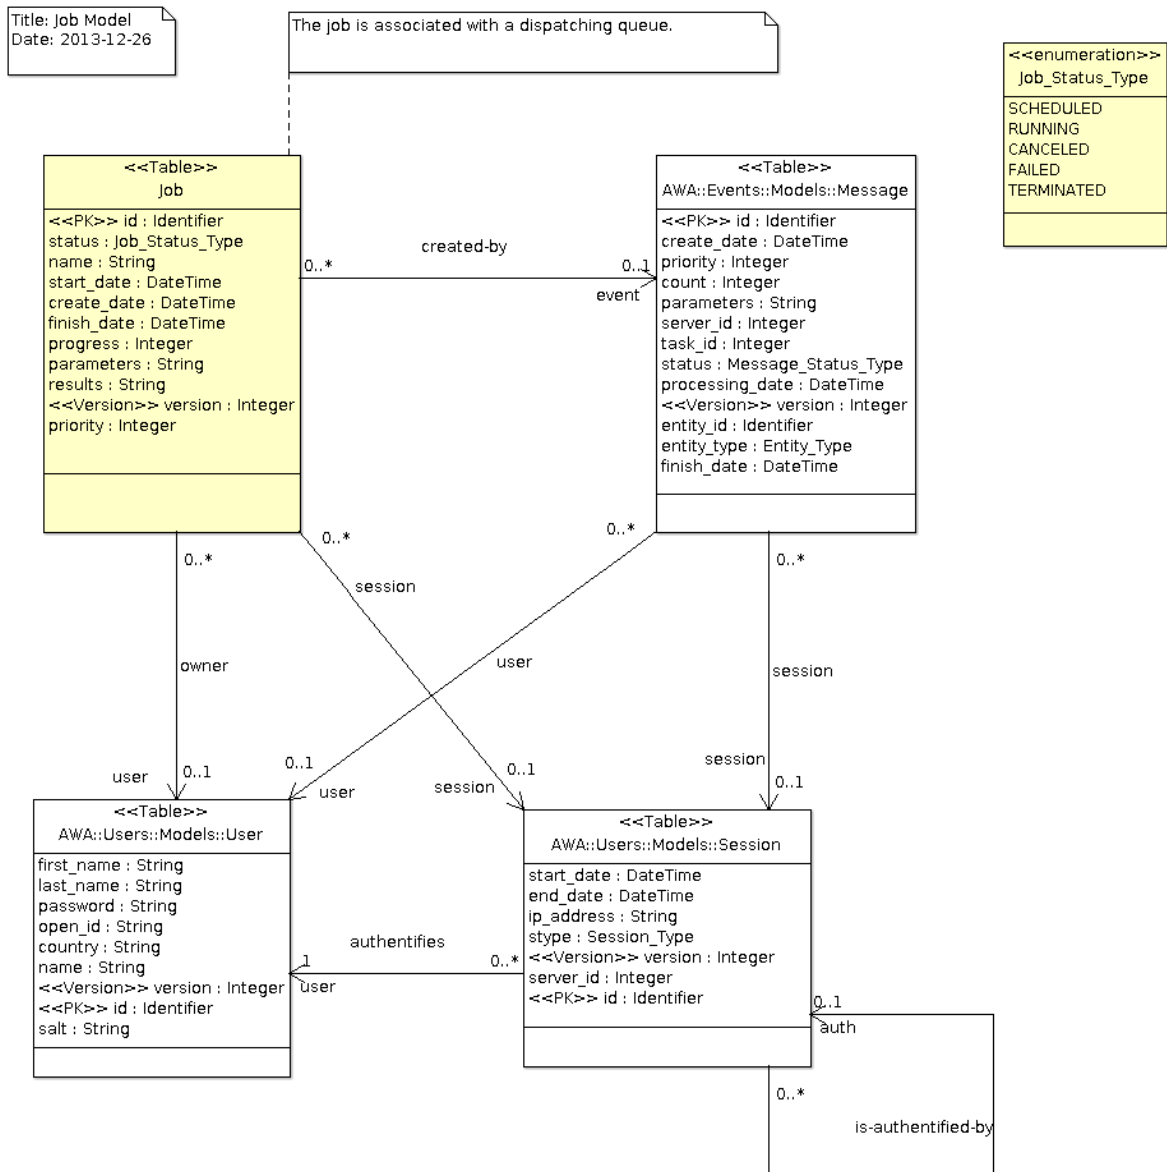 Title: Job Model
Date: 2013-12-26
The job is associated with a dispatching queue.
<<enumeration>>
Job_Status_Type
SCHEDULED
RUNNING
CANCELED
FAILED
TERMINATED
<<Table>>
Job
<<PK>> id : Identifier
status : Job_Status_Type
name : String
start_date : DateTime
create_date : DateTime
finish_date : DateTime
progress : Integer
parameters : String
results : String
<<Version>> version : Integer
priority : Integer
created-by
0..*
0..1
event
<<Table>>
AWA::Events::Models::Message
<<PK>> id : Identifier
create_date : DateTime
priority : Integer
count : Integer
parameters : String
server_id : Integer
task_id : Integer
status : Message_Status_Type
processing_date : DateTime
<<Version>> version : Integer
entity_id : Identifier
entity_type : Entity_Type
finish_date : DateTime
0..*
owner
user
0..1
0..*
session
session
0..1
0..*
user
0..1
user
0..*
session
session
0..1
<<Table>>
AWA::Users::Models::User
first_name : String
last_name : String
password : String
open_id : String
country : String
name : String
<<Version>> version : Integer
<<PK>> id : Identifier
salt : String
authentifies
1
0..*
user
<<Table>>
AWA::Users::Models::Session
start_date : DateTime
end_date : DateTime
ip_address : String
stype : Session_Type
<<Version>> version : Integer
server_id : Integer
<<PK>> id : Identifier
0..1
auth
0..*
is-authentified-by